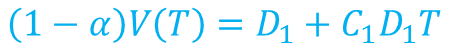 (1 − α)V(T) = D₁ + C₁D₁T